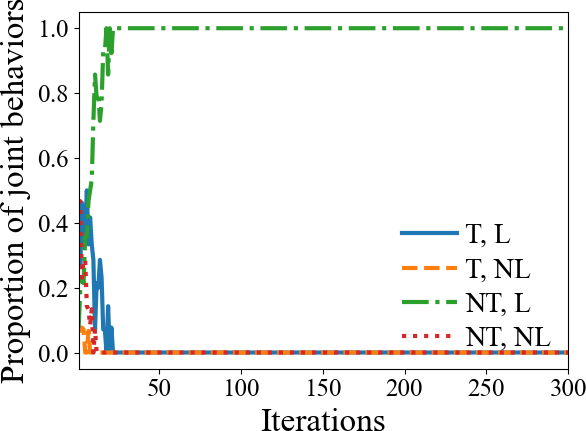 Proportion of joint behaviors
1.0
0.8
0.6
0.4
0.2
0.0
T, L
T, NL
NT, L
NT, NL
50 100 150 200 250 300
Iterations